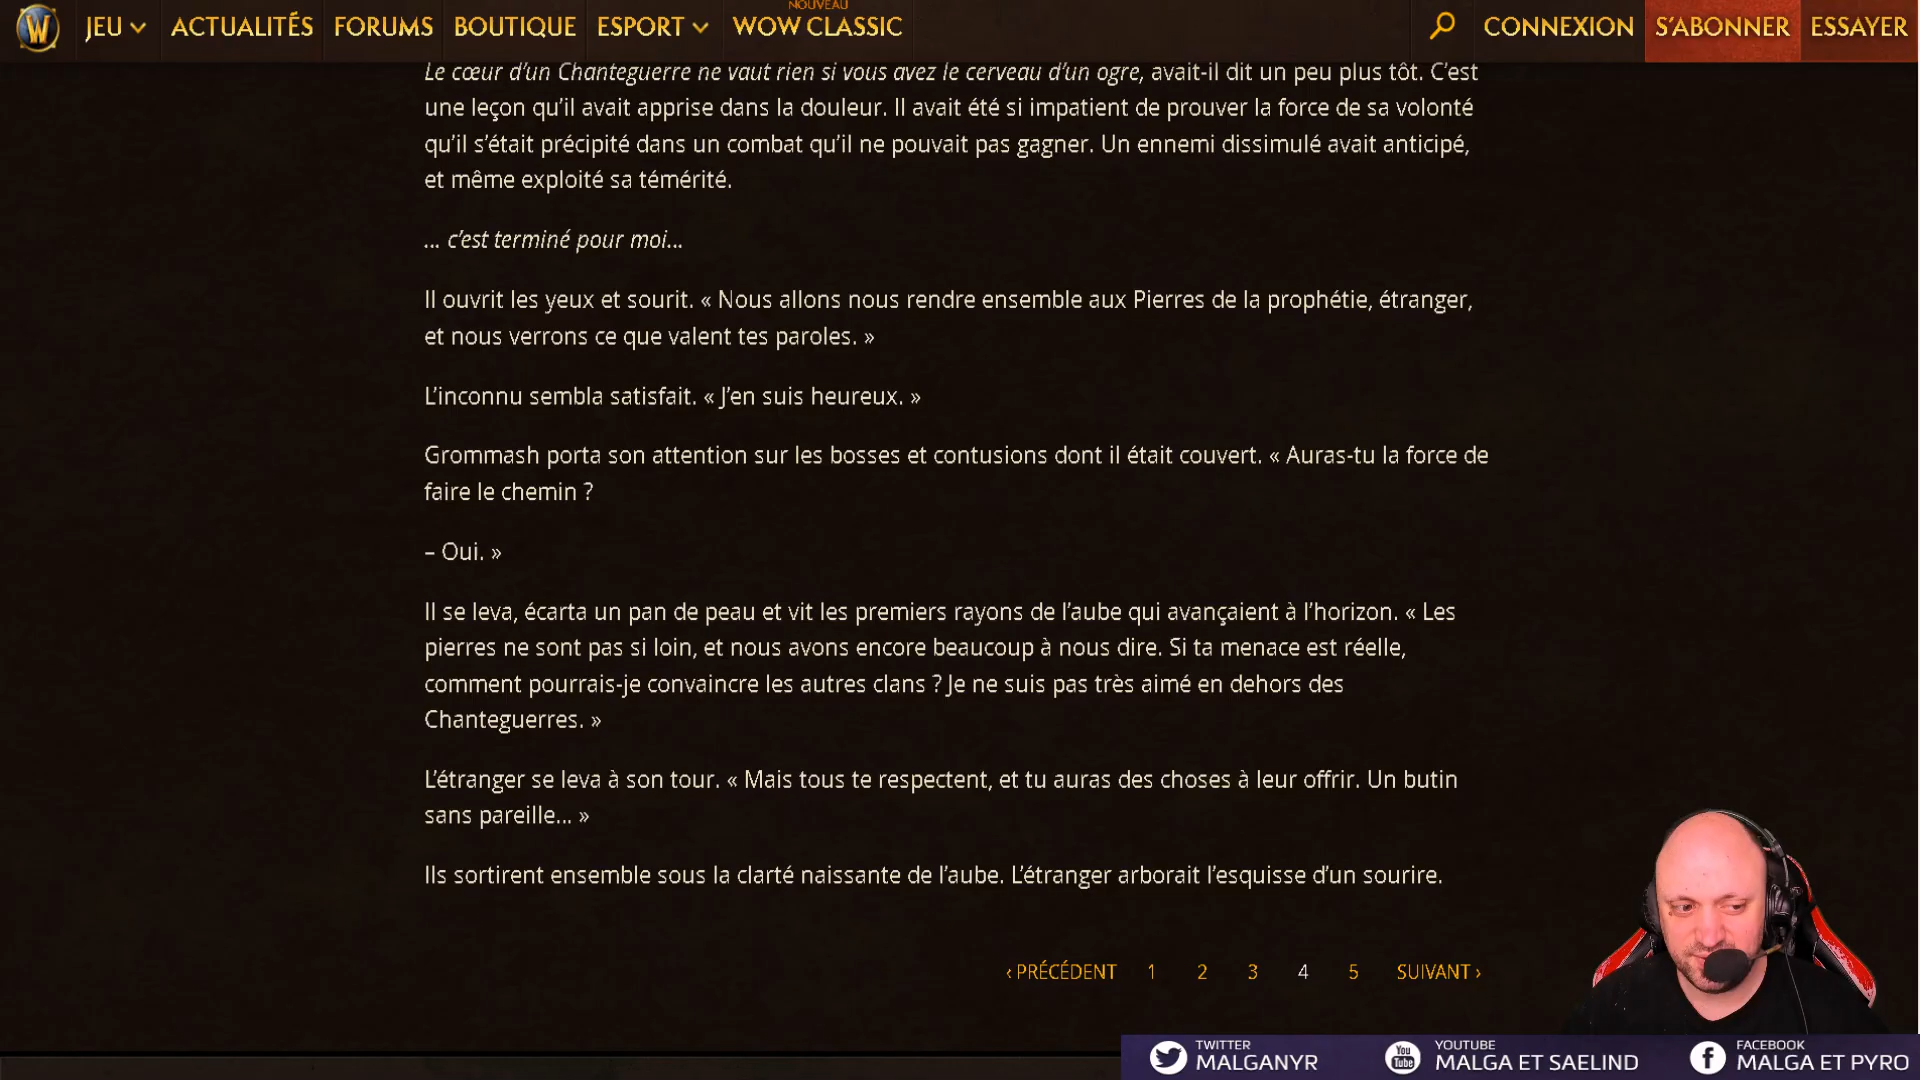 NOUVEAU
JEU ACTUALITÉS FORUMS BOUTIQUE ESPORT WOW CLASSIC CONNEXION S'ABONNER ESSAYER
Le cœur d’un Chanteguerre ne vaut rien si vous avez le cerveau d’un ogre, avait-il dit un peu plus tôt. C’est
une leçon qu’il avait apprise dans la douleur. Il avait été si impatient de prouver la force de sa volonté
qu’il s’était précipité dans un combat qu’il ne pouvait pas gagner. Un ennemi dissimulé avait anticipé,
et même exploité sa témérité.
... c’est terminé pour moi...
Il ouvrit les yeux et sourit. « Nous allons nous rendre ensemble aux Pierres de la prophétie, étranger,
et nous verrons ce que valent tes paroles. »
L’inconnu sembla satisfait. « J’en suis heureux. »
Grommash porta son attention sur les bosses et contusions dont il était couvert. « Auras-tu la force de
faire le chemin ?
– Oui. »
Il se leva, écarta un pan de peau et vit les premiers rayons de l’aube qui avançaient à l’horizon. « Les
pierres ne sont pas si loin, et nous avons encore beaucoup à nous dire. Si ta menace est réelle,
comment pourrais-je convaincre les autres clans ? Je ne suis pas très aimé en dehors des
Chanteguerres. »
L’étranger se leva à son tour. « Mais tous te respectent, et tu auras des choses à leur offrir. Un butin
sans pareille... »
Ils sortirent ensemble sous la clarté naissante de l’aube. L’étranger arborait l’esquisse d’un sourire.
‹ PRÉCÉDENT 1 2 3 4 5 SUIVANT ›
TWITTER
MALGANYR
You Tube
YOUTUBE
MALGA ET SAELIND
FACEBOOK
MALGA ET PYRO